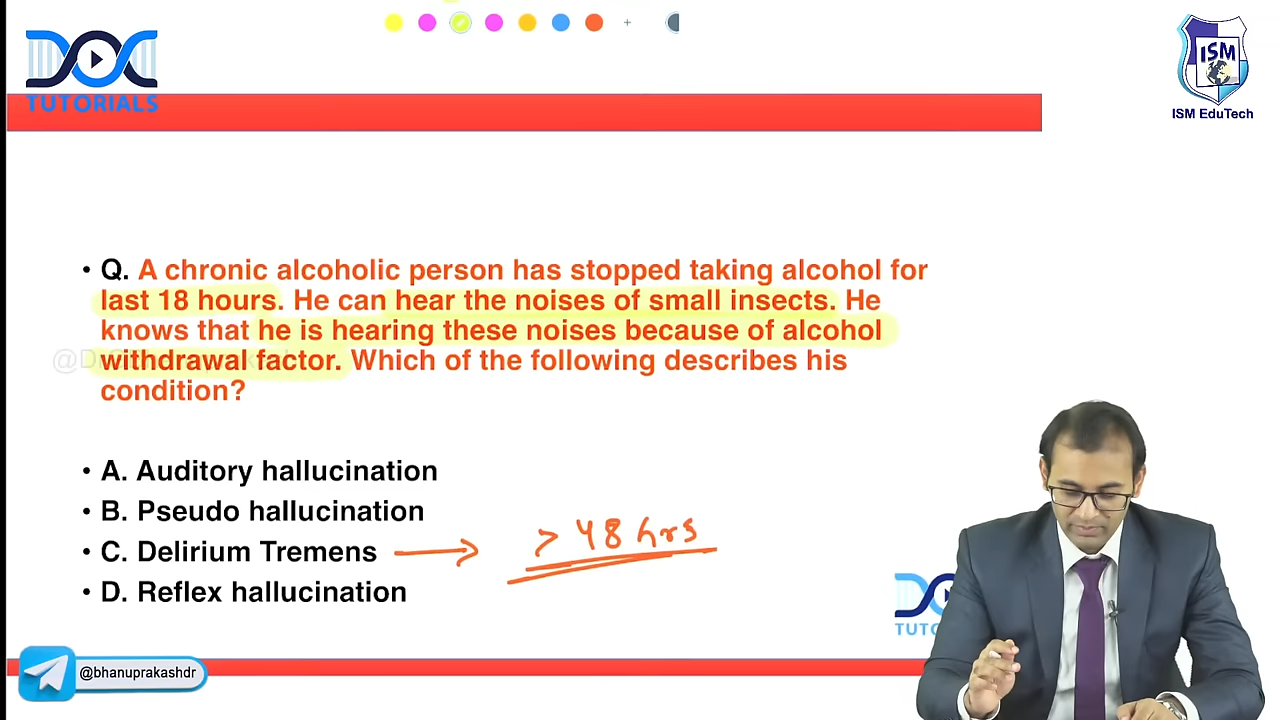 DOC
TUTORIALS
ISM
ISM EduTech
• Q. A chronic alcoholic person has stopped taking alcohol for
last 18 hours. He can hear the noises of small insects. He
knows that he is hearing these noises because of alcohol
withdrawal factor. Which of the following describes his
condition?
• A. Auditory hallucination
• B. Pseudo hallucination
• C. Delirium Tremens
> 48 hrs
• D. Reflex hallucination
TUTO
@bhanuprakashdr